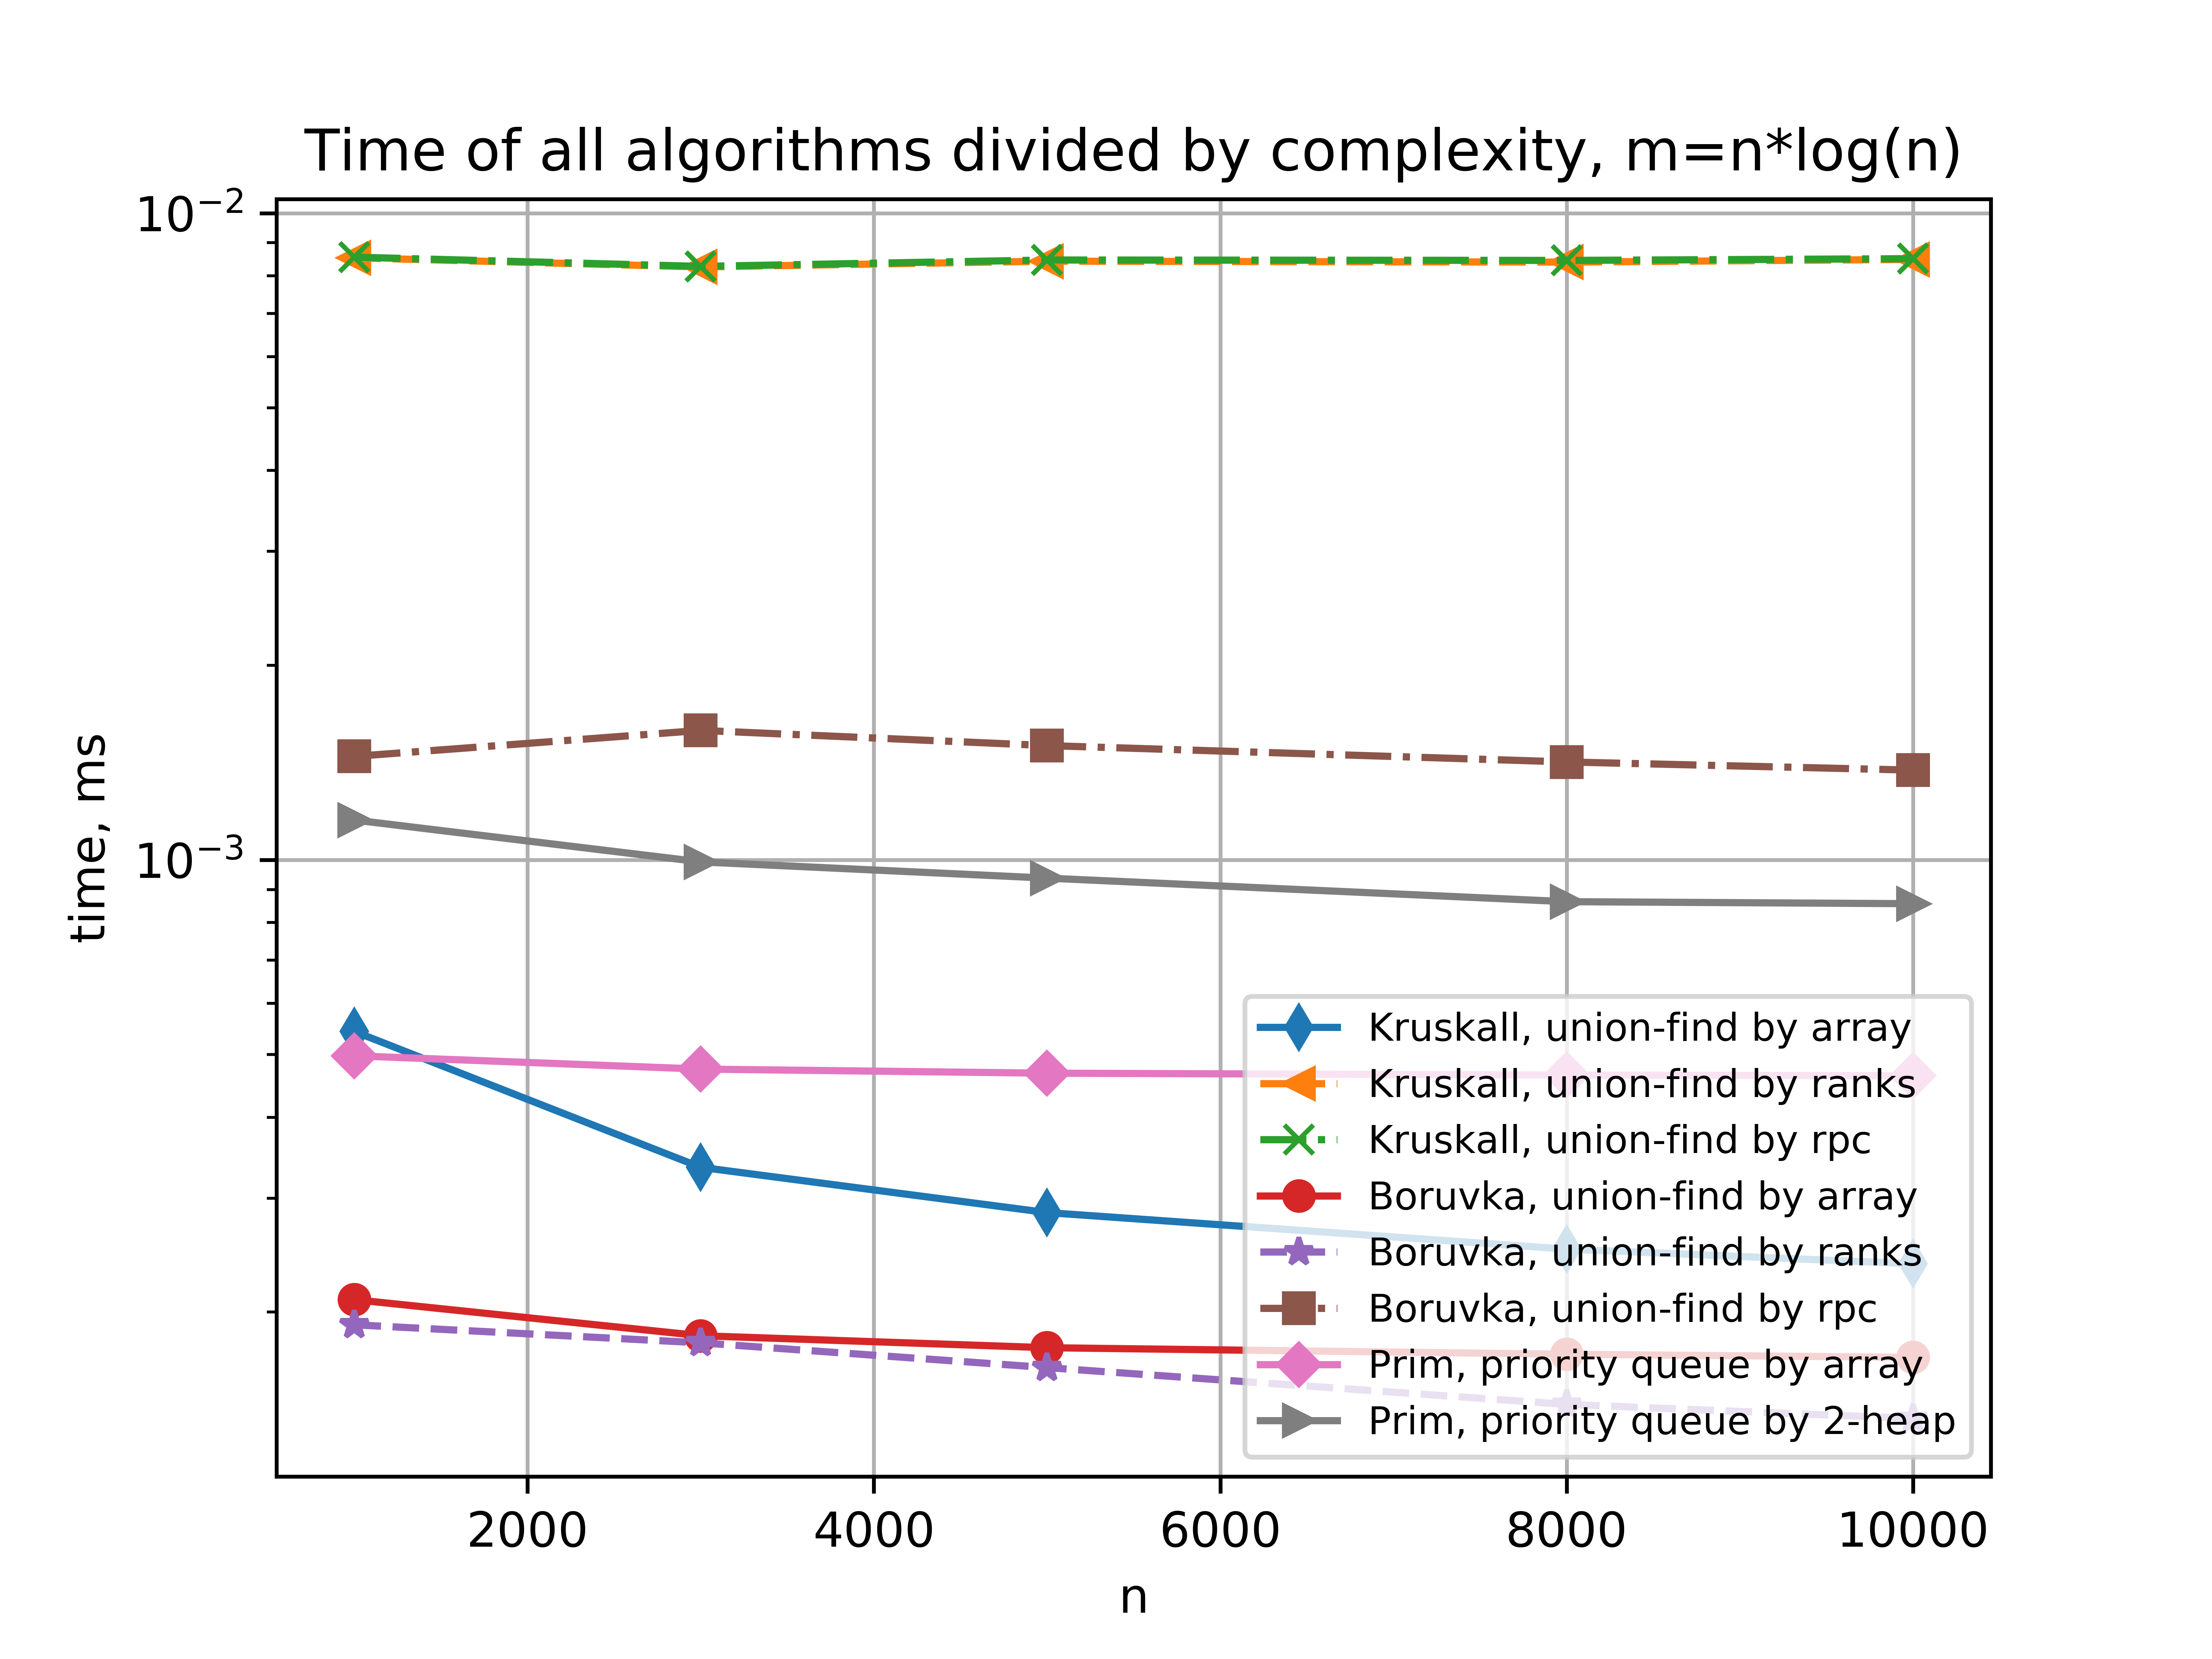 Time of all algorithms divided by complexity, m=n*log(n)
10⁻²
10⁻³
time, ms
Kruskall, union-find by array
Kruskall, union-find by ranks
Kruskall, union-find by rpc
Boruvka, union-find by array
Boruvka, union-find by ranks
Boruvka, union-find by rpc
Prim, priority queue by array
Prim, priority queue by 2-heap
2000 4000 6000 8000 10000
n